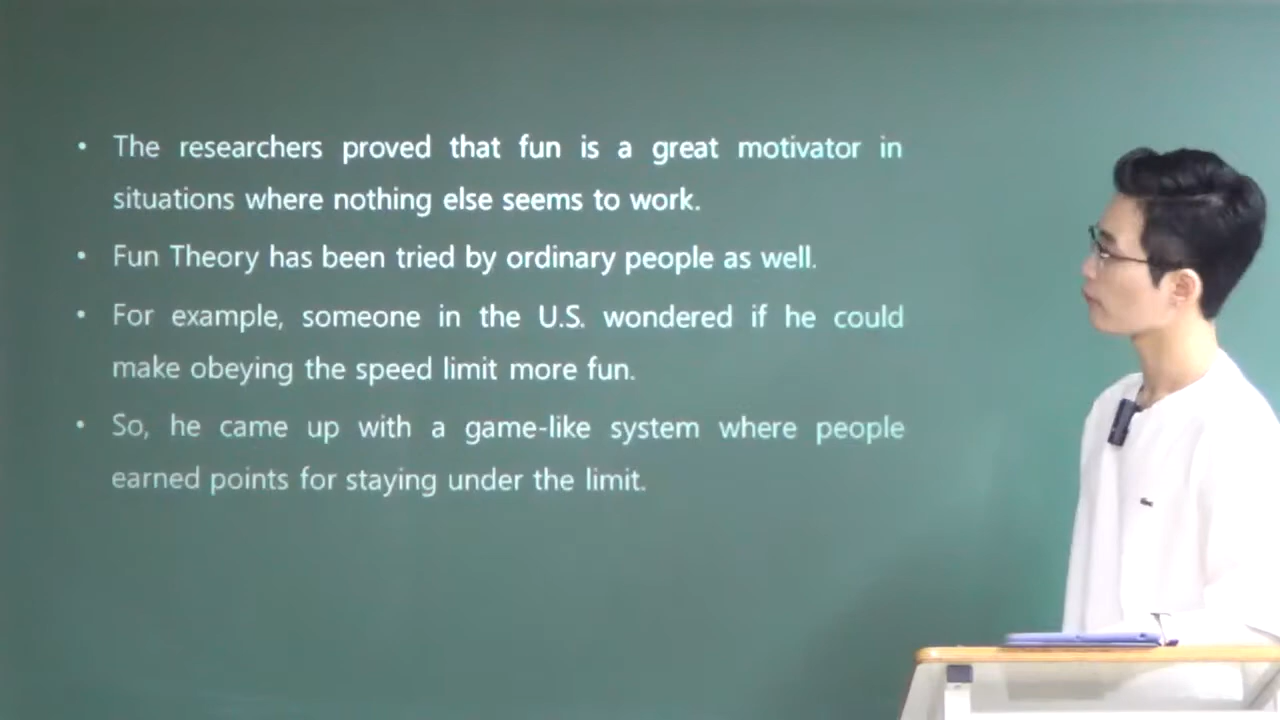 • The researchers proved that fun is a great motivator in
situations where nothing else seems to work.
• Fun Theory has been tried by ordinary people as well.
• For example, someone in the U.S. wondered if he could
make obeying the speed limit more fun.
• So, he came up with a game-like system where people
earned points for staying under the limit.